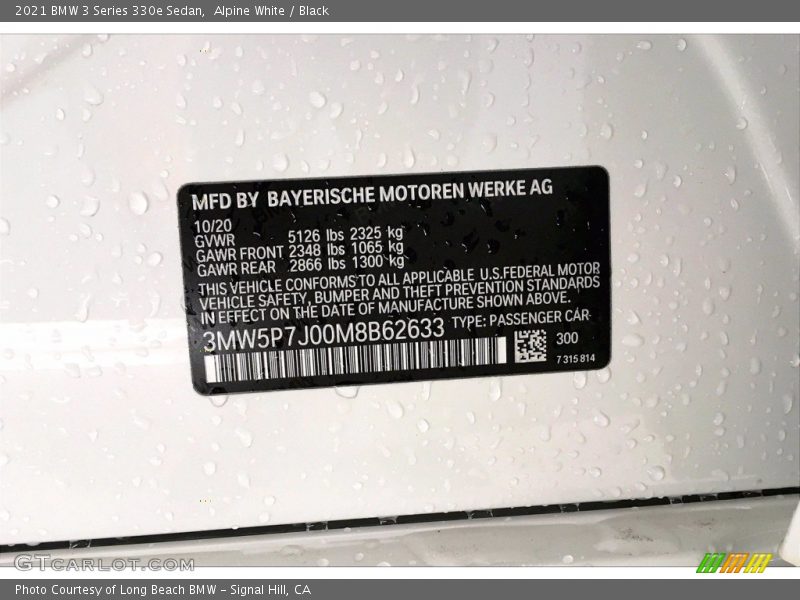 2021 BMW 3 Series 330e Sedan,  Alpine White / Black
MFD BY BAYERISCHE MOTOREN WERKE AG
10/20
GVWR 5126 lbs 2325 kg
GAWR FRONT 2348 lbs 1065 kg
GAWR REAR 2866 lbs 1300 kg
THIS VEHICLE CONFORMS TO ALL APPLICABLE U.S.FEDERAL MOTOR
VEHICLE SAFETY, BUMPER AND THEFT PREVENTION STANDARDS
IN EFFECT ON THE DATE OF MANUFACTURE SHOWN ABOVE.
3MW5P7J00M8B62633 TYPE: PASSENGER CAR
300
7 315 814
GTCARLOT.COM
Photo Courtesy of Long Beach BMW – Signal Hill, CA